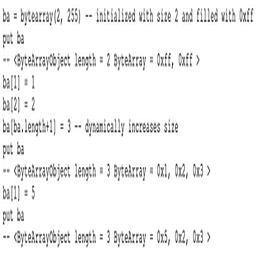 ba = bytearray(2, 255) -- initialized with size 2 and filled with 0xff
put ba
-- <ByteArrayObject length = 2 ByteArray = 0xff, 0xff >
ba[1] = 1
ba[2] = 2
ba[ba.length+1] = 3 -- dynamically increases size
put ba
-- <ByteArrayObject length = 3 ByteArray = 0x1, 0x2, 0x3 >
ba[1] = 5
put ba
-- <ByteArrayObject length = 3 ByteArray = 0x5, 0x2, 0x3 >